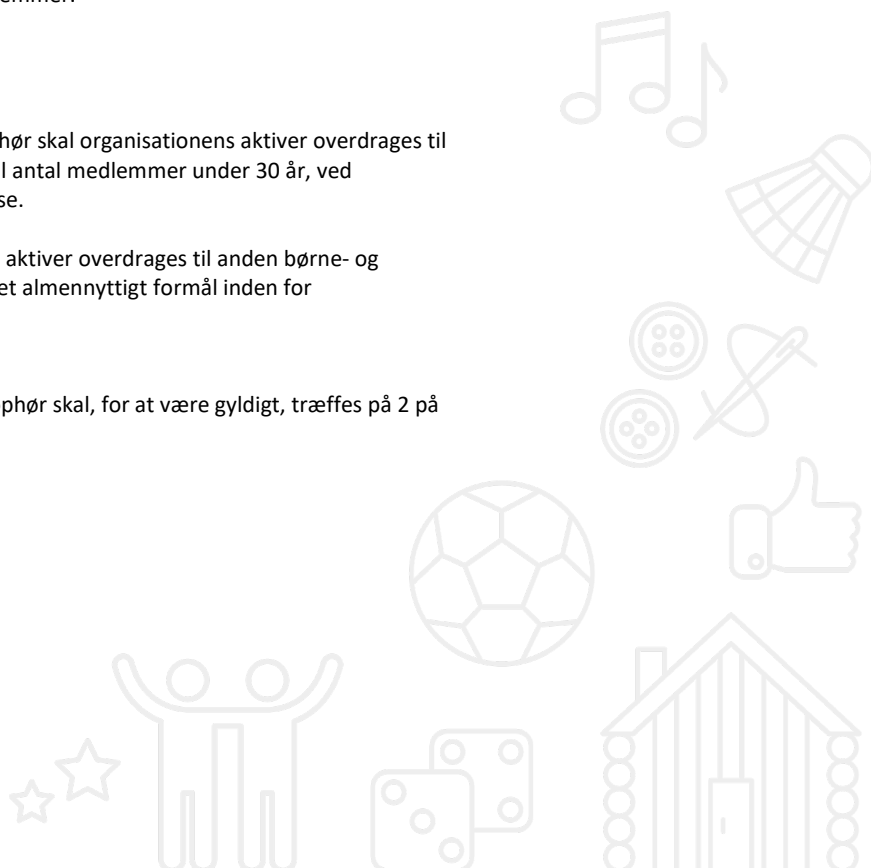 hør skal organisationens aktiver overdrages til
l antal medlemmer under 30 år, ved
se.
aktiver overdrages til anden børne- og
et almennyttigt formål inden for
phør skal, for at være gyldigt, træffes på 2 på